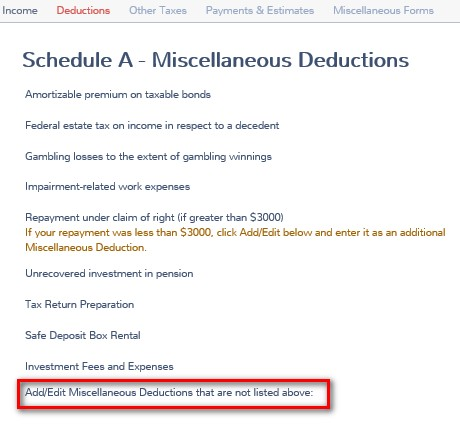 Income Deductions Other Taxes Payments & Estimates Miscellaneous Forms
Schedule A - Miscellaneous Deductions
Amortizable premium on taxable bonds
Federal estate tax on income in respect to a decedent
Gambling losses to the extent of gambling winnings
Impairment-related work expenses
Repayment under claim of right (if greater than $3000)
If your repayment was less than $3000, click Add/Edit below and enter it as an additional
Miscellaneous Deduction.
Unrecovered investment in pension
Tax Return Preparation
Safe Deposit Box Rental
Investment Fees and Expenses
Add/Edit Miscellaneous Deductions that are not listed above: